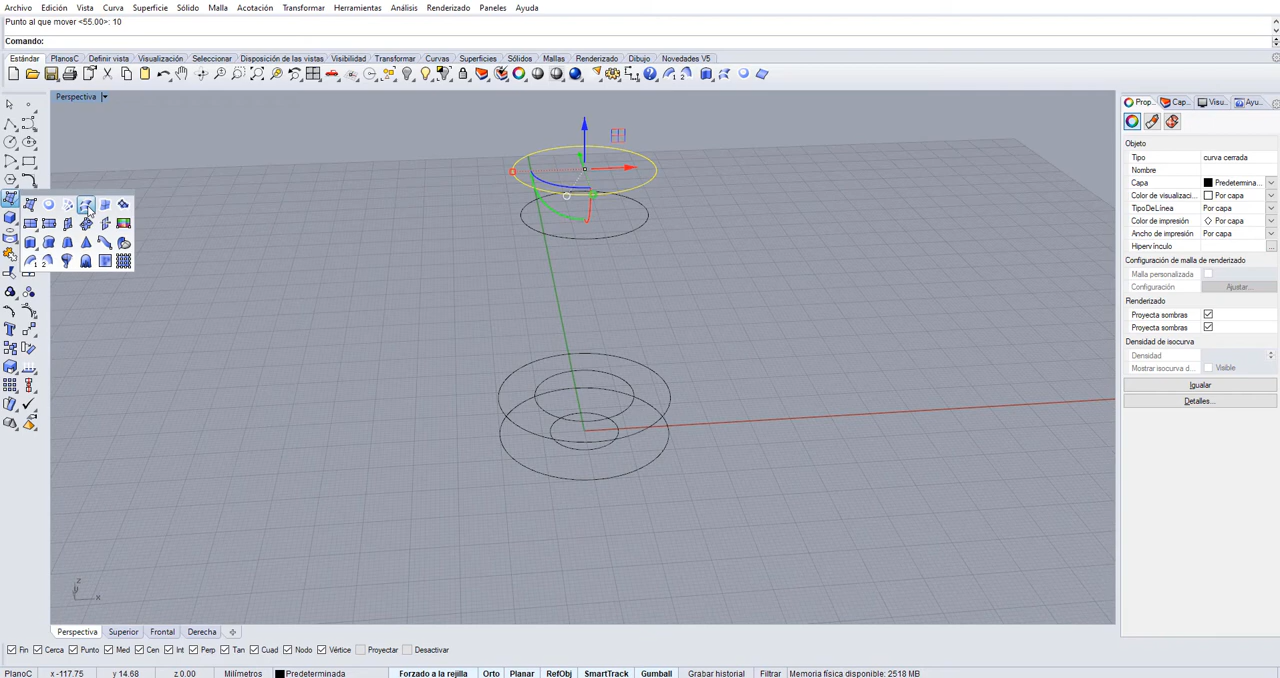 Archivo Edición Vista Curva Superficie Sólido Malla Acotación Transformar Herramientas Análisis Renderizado Paneles Ayuda
Punto al que mover <55.00>: 10
Comando:
Estándar PlanosC Definir vista Visualización Seleccionar Disposición de las vistas Visibilidad Transformar Curvas Superficies Sólidos Mallas Renderizado Dibujo Novedades V5
Perspectiva
Prop... Cap... Visu... Ayu...
Objeto
Tipo curva cerrada
Nombre
Capa Predetermina...
Color de visualizac... Por capa
TipoDeLínea Por capa
Color de impresión Por capa
Ancho de impresión Por capa
Hipervínculo ...
Configuración de malla de renderizado
Malla personalizada
Configuración Ajustar...
Renderizado
Proyecta sombras
Proyecta sombras
Densidad de isocurva
Densidad
Mostrar isocurva d... Visible
Igualar
Detalles...
z
x
Perspectiva Superior Frontal Derecha
Fin Cerca Punto Med Cen Int Perp Tan Cuad Nodo Vértice Proyectar Desactivar
PlanoC x -117.75 y 14.68 z 0.00 Milímetros Predeterminada Forzado a la rejilla Orto Planar RefObj SmartTrack Gumball Grabar historial Filtrar Memoria física disponible: 2518 MB